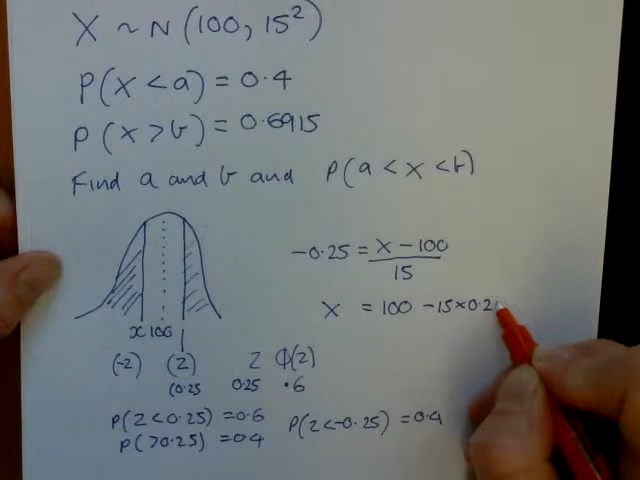 X ~ N(100, 15²)
P(X < a) = 0.4
P(X > b) = 0.6915
Find a and b and P(a < X < b)
-0.25 = X - 100
15
X = 100 - 15×0.2
x 100
(-z) (z) Z Φ(z)
(0.25 0.25 .6
P(Z < 0.25) = 0.6 P(Z < -0.25) = 0.4
P(>0.25) = 0.4